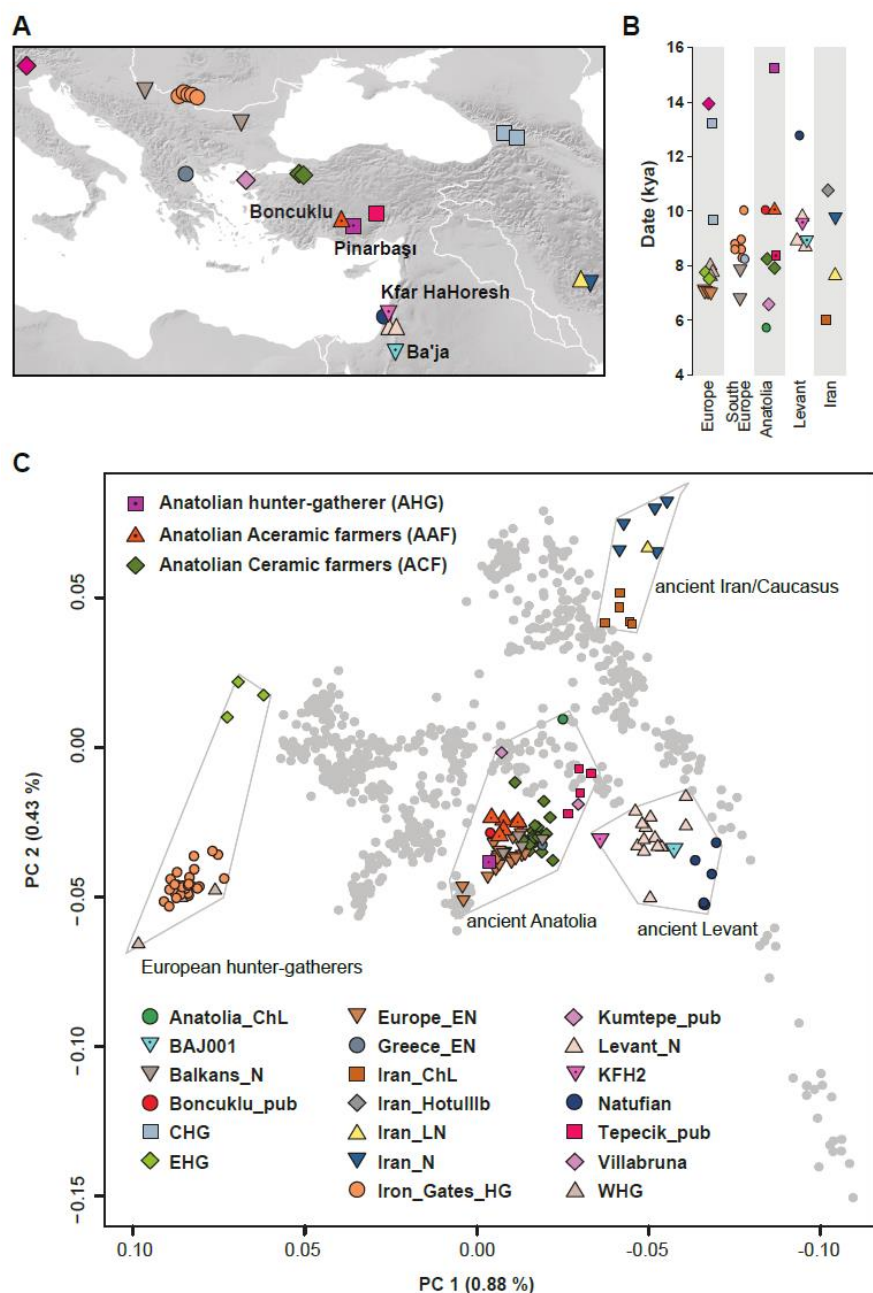 A
Boncuklu
Pinarbaşı
Kfar HaHoresh
Ba'ja
B
Date (kya)
16
14
12
10
8
6
4
Europe
South
Europe
Anatolia
Levant
Iran
C
Anatolian hunter-gatherer (AHG)
Anatolian Aceramic farmers (AAF)
Anatolian Ceramic farmers (ACF)
ancient Iran/Caucasus
ancient Anatolia
ancient Levant
European hunter-gatherers
Anatolia_ChL
BAJ001
Balkans_N
Boncuklu_pub
CHG
EHG
Europe_EN
Greece_EN
Iran_ChL
Iran_HotuIIIb
Iran_LN
Iran_N
Iron_Gates_HG
Kumtepe_pub
Levant_N
KFH2
Natufian
Tepecik_pub
Villabruna
WHG
PC 2 (0.43 %)
0.05
0.00
−0.05
−0.10
−0.15
0.10
0.05
0.00
-0.05
-0.10
PC 1 (0.88 %)